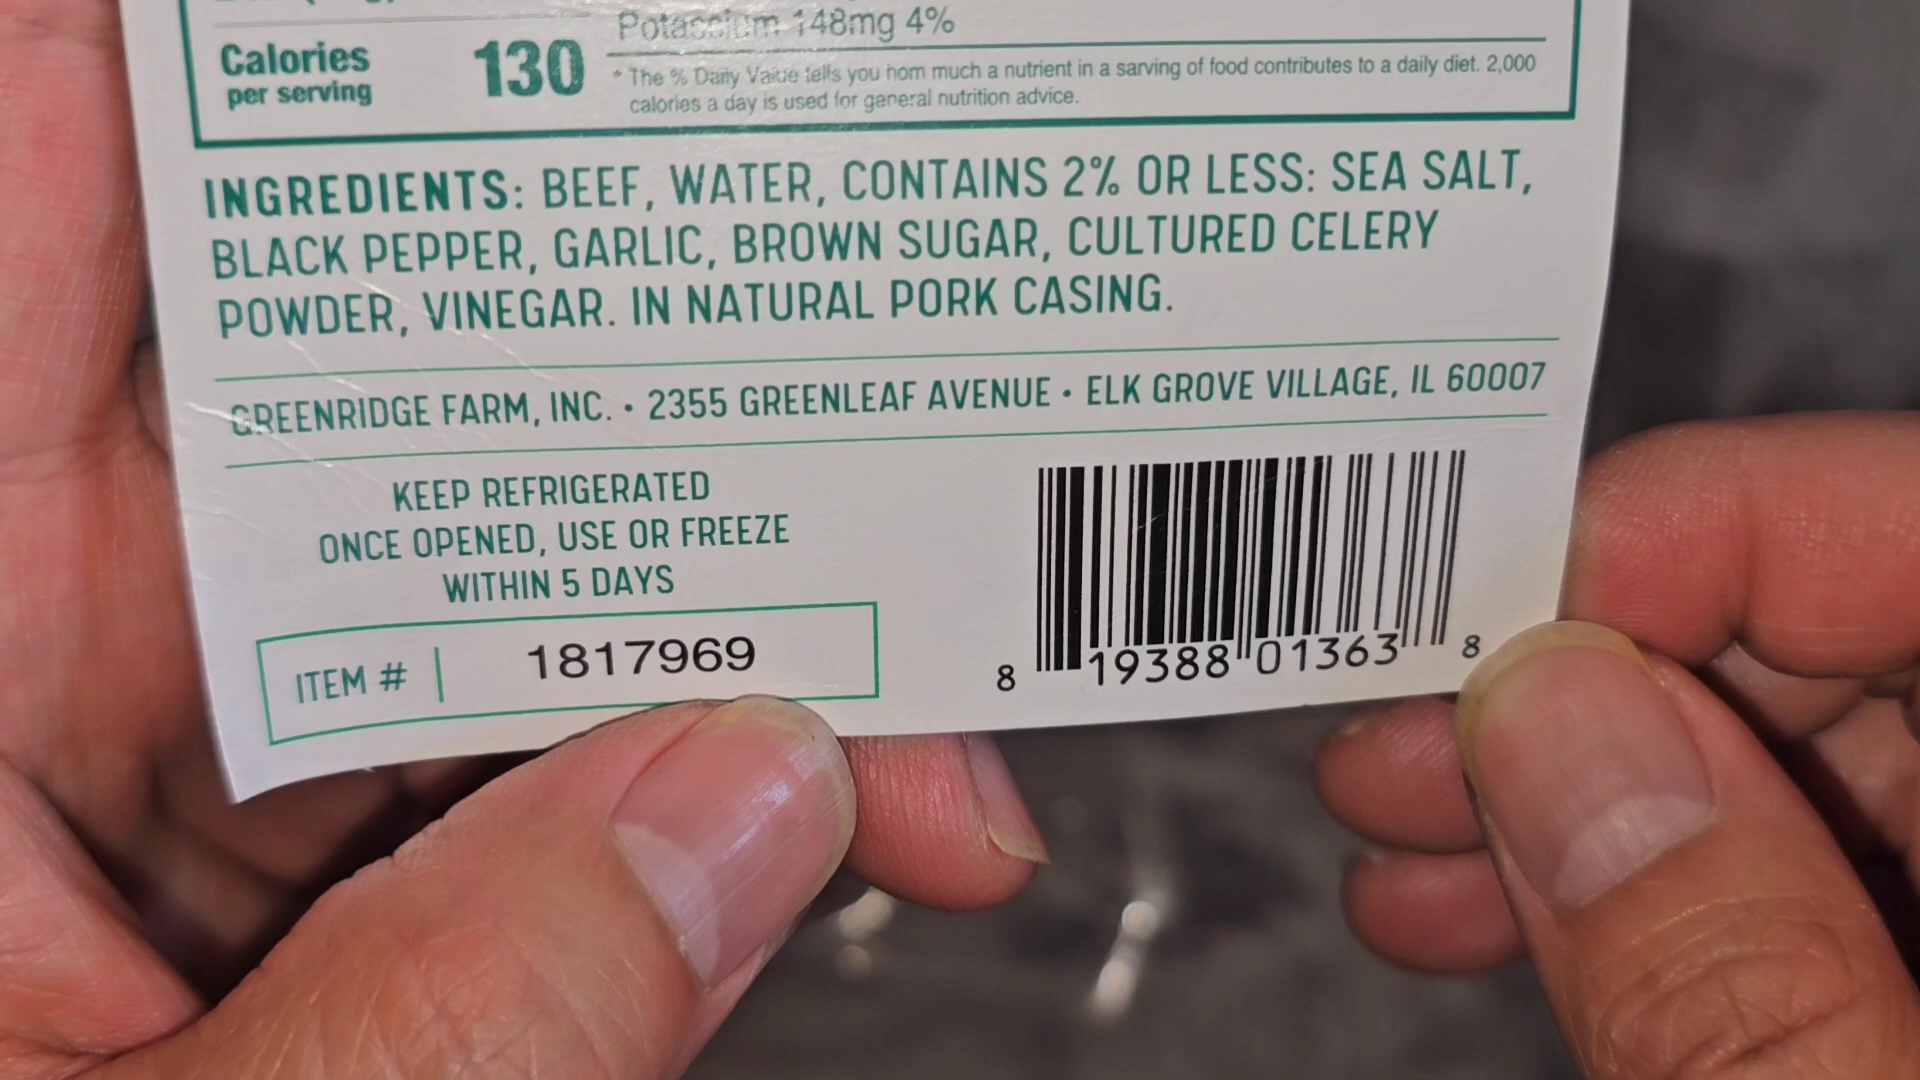 Potassium 148mg 4%
Calories
per serving
130
* The % Daily Value tells you hom much a nutrient in a sarving of food contributes to a daily diet. 2,000
calories a day is used for ganeral nutrition advice.
INGREDIENTS: BEEF, WATER, CONTAINS 2% OR LESS: SEA SALT,
BLACK PEPPER, GARLIC, BROWN SUGAR, CULTURED CELERY
POWDER, VINEGAR. IN NATURAL PORK CASING.
GREENRIDGE FARM, INC. • 2355 GREENLEAF AVENUE • ELK GROVE VILLAGE, IL 60007
KEEP REFRIGERATED
ONCE OPENED, USE OR FREEZE
WITHIN 5 DAYS
ITEM # | 1817969
8 19388 01363 8